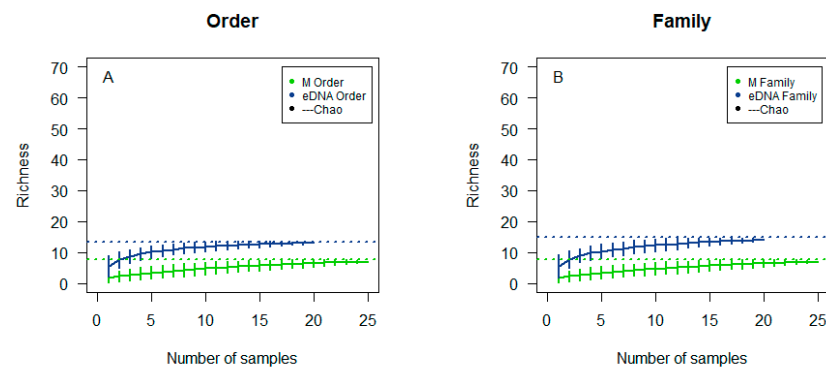 Order
A
M Order
eDNA Order
---Chao
Richness
70
60
50
40
30
20
10
0
0 5 10 15 20 25
Number of samples
Family
B
M Family
eDNA Family
---Chao
Richness
70
60
50
40
30
20
10
0
0 5 10 15 20 25
Number of samples